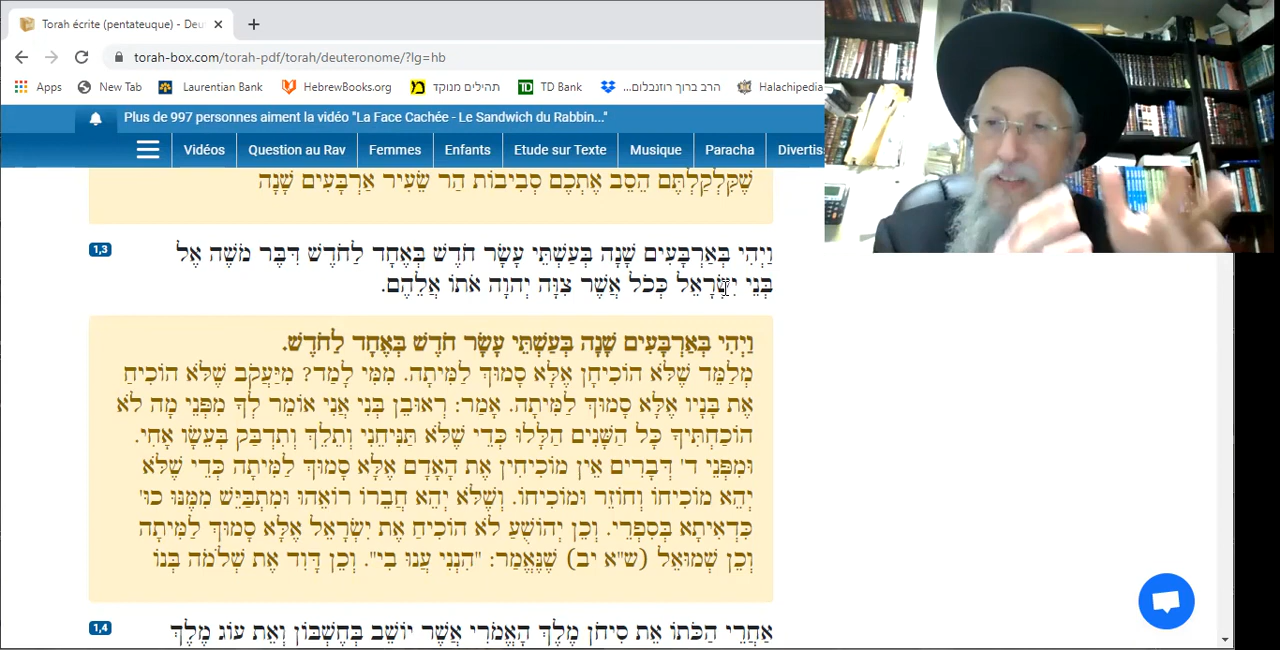 Torah écrite (pentateuque) - Deu
torah-box.com/torah-pdf/torah/deuteronome/?lg=hb
Apps New Tab Laurentian Bank HebrewBooks.org תהילים מנוקד TD Bank הרב ברוך רוזנבלום... Halachipedia
Plus de 997 personnes aiment la vidéo "La Face Cachée - Le Sandwich du Rabbin..."
Vidéos Question au Rav Femmes Enfants Etude sur Texte Musique Paracha Divertis
שֶׁקִּלְקַלְתֶּם הֵסֵב אֶתְכֶם סְבִיבוֹת הַר שֵׂעִיר אַרְבָּעִים שָׁנָה
1,3
וַיְהִי בְּאַרְבָּעִים שָׁנָה בְּעַשְׁתֵּי עָשָׂר חֹדֶשׁ בְּאֶחָד לַחֹדֶשׁ דִּבֶּר מֹשֶׁה אֶל
בְּנֵי יִשְׂרָאֵל כְּכֹל אֲשֶׁר צִוָּה יְהוָה אֹתוֹ אֲלֵהֶם.
וַיְהִי בְּאַרְבָּעִים שָׁנָה בְּעַשְׁתֵּי עָשָׂר חֹדֶשׁ בְּאֶחָד לַחֹדֶשׁ.
מְלַמֵּד שֶׁלֹּא הוֹכִיחָן אֶלָּא סָמוּךְ לַמִּיתָה. מִמִּי לָמַד? מִיַּעֲקֹב שֶׁלֹּא הוֹכִיחַ
אֶת בָּנָיו אֶלָּא סָמוּךְ לַמִּיתָה. אָמַר: רְאוּבֵן בְּנִי אֲנִי אוֹמֵר לְךָ מִפְּנֵי מָה לֹא
הוֹכַחְתִּיךָ כָּל הַשָּׁנִים הַלָּלוּ כְּדֵי שֶׁלֹּא תַּנִּיחֵנִי וְתֵלֵךְ וְתִדְבַּק בְּעֵשָׂו אָחִי.
וּמִפְּנֵי ד' דְּבָרִים אֵין מוֹכִיחִין אֶת הָאָדָם אֶלָּא סָמוּךְ לַמִּיתָה כְּדֵי שֶׁלֹּא
יְהֵא מוֹכִיחוֹ וְחוֹזֵר וּמוֹכִיחוֹ. וְשֶׁלֹּא יְהֵא חֲבֵרוֹ רוֹאֵהוּ וּמִתְבַּיֵּשׁ מִמֶּנּוּ כוּ'
כִּדְאִיתָא בְּסִפְרֵי. וְכֵן יְהוֹשֻׁעַ לֹא הוֹכִיחַ אֶת יִשְׂרָאֵל אֶלָּא סָמוּךְ לַמִּיתָה
וְכֵן שְׁמוּאֵל (ש"א יב) שֶׁנֶּאֱמַר: "הִנְנִי עֲנוּ בִי". וְכֵן דָּוִד אֶת שְׁלֹמֹה בְּנוֹ
1,4
אַחֲרֵי הַכֹּתוֹ אֵת סִיחֹן מֶלֶךְ הָאֱמֹרִי אֲשֶׁר יוֹשֵׁב בְּחֶשְׁבּוֹן וְאֵת עוֹג מֶלֶךְ